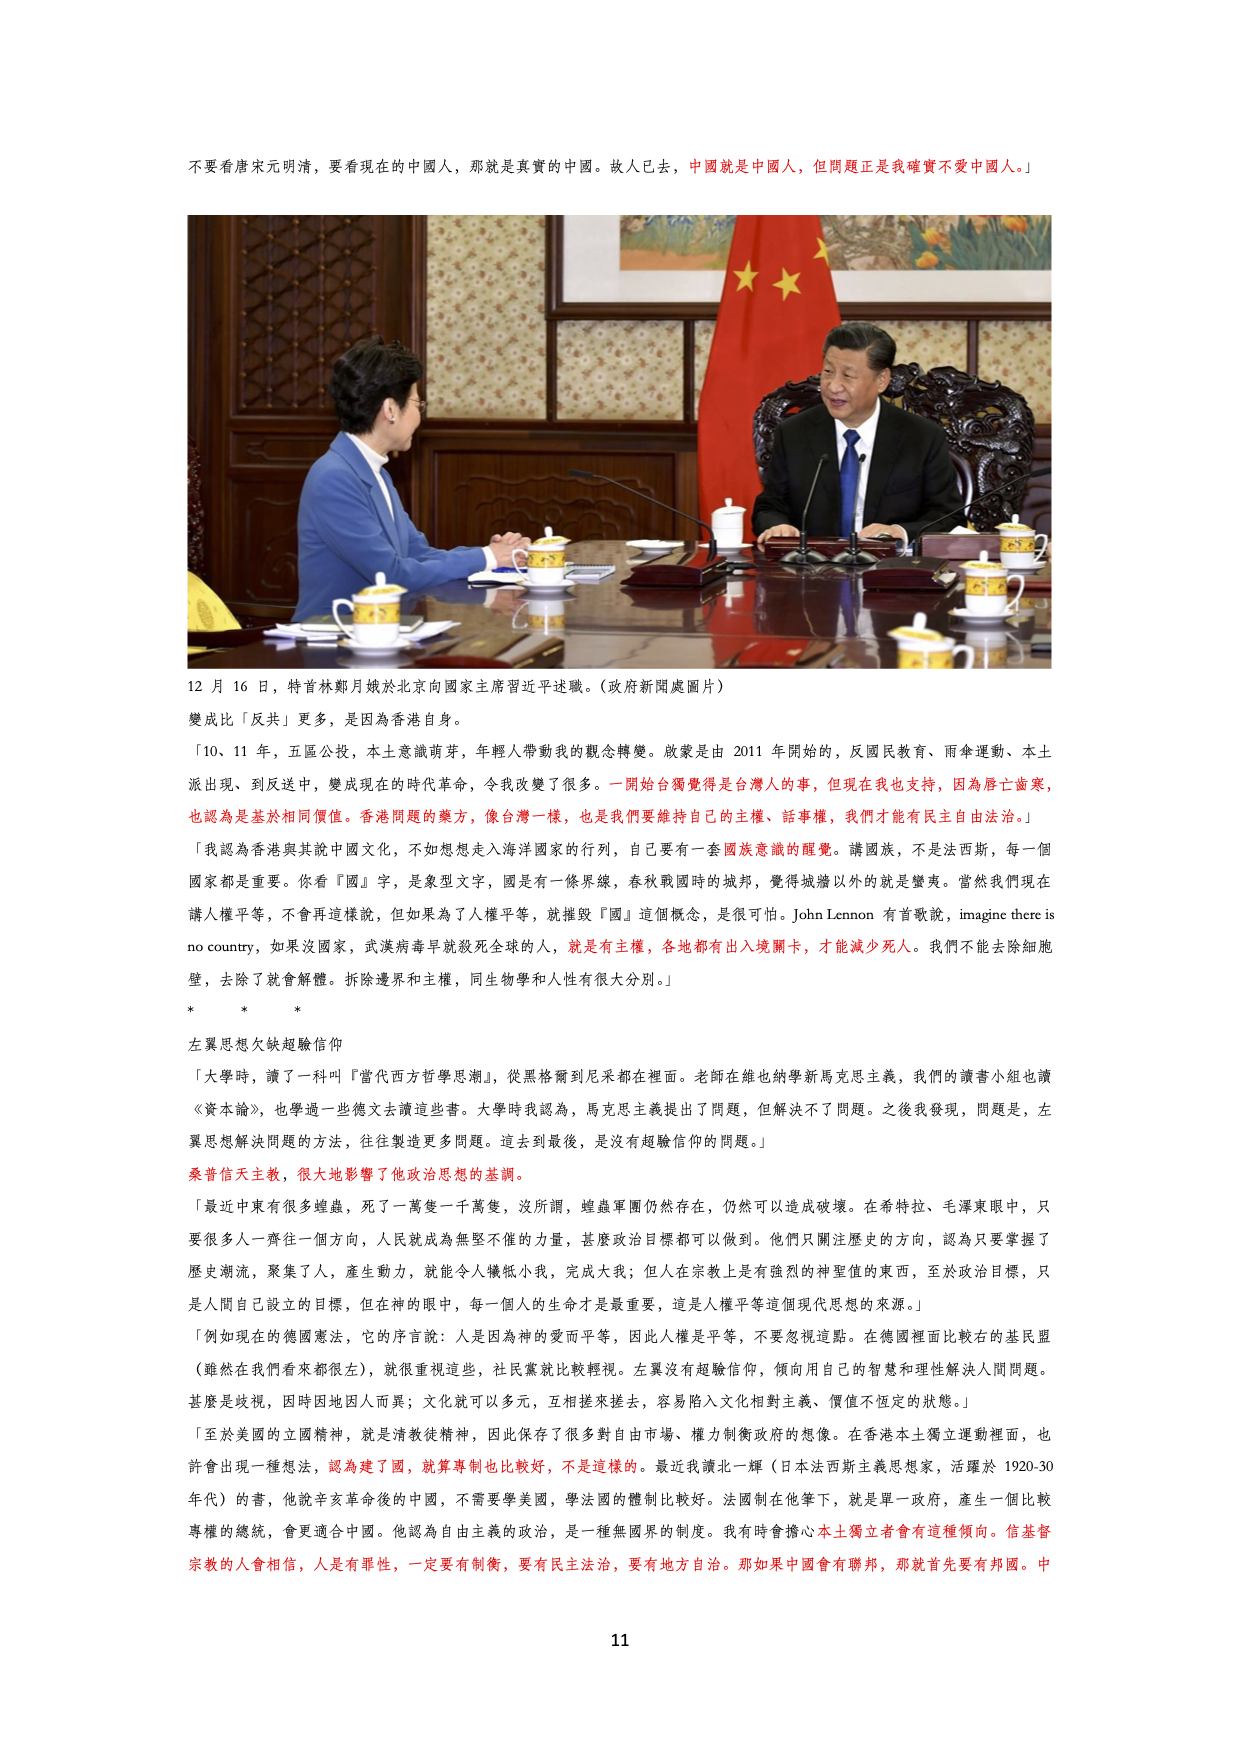 不要看唐宋元明清，要看現在的中國人，那就是真實的中國。故人已去，中國就是中國人，但問題正是我確實不愛中國人。」
12 月 16 日，特首林鄭月娥於北京向國家主席習近平述職。（政府新聞處圖片）
變成比「反共」更多，是因為香港自身。
「10、11 年，五區公投，本土意識萌芽，年輕人帶動我的觀念轉變。啟蒙是由 2011 年開始的，反國民教育、雨傘運動、本土
派出現、到反送中，變成現在的時代革命，令我改變了很多。一開始台獨覺得是台灣人的事，但現在我也支持，因為唇亡齒寒，
也認為是基於相同價值。香港問題的藥方，像台灣一樣，也是我們要維持自己的主權、話事權，我們才能有民主自由法治。」
「我認為香港與其說中國文化，不如想想走入海洋國家的行列，自己要有一套國族意識的醒覺。講國族，不是法西斯，每一個
國家都是重要。你看『國』字，是象型文字，國是有一條界線，春秋戰國時的城邦，覺得城牆以外的就是蠻夷。當然我們現在
講人權平等，不會再這樣說，但如果為了人權平等，就摧毀『國』這個概念，是很可怕。John Lennon 有首歌說，imagine there is
no country，如果沒國家，武漢病毒早就殺死全球的人，就是有主權，各地都有出入境關卡，才能減少死人。我們不能去除細胞
壁，去除了就會解體。拆除邊界和主權，同生物學和人性有很大分別。」
* * *
左翼思想欠缺超驗信仰
「大學時，讀了一科叫『當代西方哲學思潮』，從黑格爾到尼采都在裡面。老師在維也納學新馬克思主義，我們的讀書小組也讀
《資本論》，也學過一些德文去讀這些書。大學時我認為，馬克思主義提出了問題，但解決不了問題。之後我發現，問題是，左
翼思想解決問題的方法，往往製造更多問題。這去到最後，是沒有超驗信仰的問題。」
桑普信天主教，很大地影響了他政治思想的基調。
「最近中東有很多蝗蟲，死了一萬隻一千萬隻，沒所謂，蝗蟲軍團仍然存在，仍然可以造成破壞。在希特拉、毛澤東眼中，只
要很多人一齊往一個方向，人民就成為無堅不催的力量，甚麼政治目標都可以做到。他們只關注歷史的方向，認為只要掌握了
歷史潮流，聚集了人，產生動力，就能令人犧牴小我，完成大我；但人在宗教上是有強烈的神聖值的東西，至於政治目標，只
是人間自己設立的目標，但在神的眼中，每一個人的生命才是最重要，這是人權平等這個現代思想的來源。」
「例如現在的德國憲法，它的序言說：人是因為神的愛而平等，因此人權是平等，不要忽視這點。在德國裡面比較右的基民盟
（雖然在我們看來都很左），就很重視這些，社民黨就比較輕視。左翼沒有超驗信仰，傾向用自己的智慧和理性解決人間問題。
甚麼是歧視，因時因地因人而異；文化就可以多元，互相搓來搓去，容易陷入文化相對主義、價值不恆定的狀態。」
「至於美國的立國精神，就是清教徒精神，因此保存了很多對自由市場、權力制衡政府的想像。在香港本土獨立運動裡面，也
許會出現一種想法，認為建了國，就算專制也比較好，不是這樣的。最近我讀北一輝（日本法西斯主義思想家，活躍於 1920-30
年代）的書，他說辛亥革命後的中國，不需要學美國，學法國的體制比較好。法國制在他筆下，就是單一政府，產生一個比較
專權的總統，會更適合中國。他認為自由主義的政治，是一種無國界的制度。我有時會擔心本土獨立者會有這種傾向。信基督
宗教的人會相信，人是有罪性，一定要有制衡，要有民主法治，要有地方自治。那如果中國會有聯邦，那就首先要有邦國。中
11